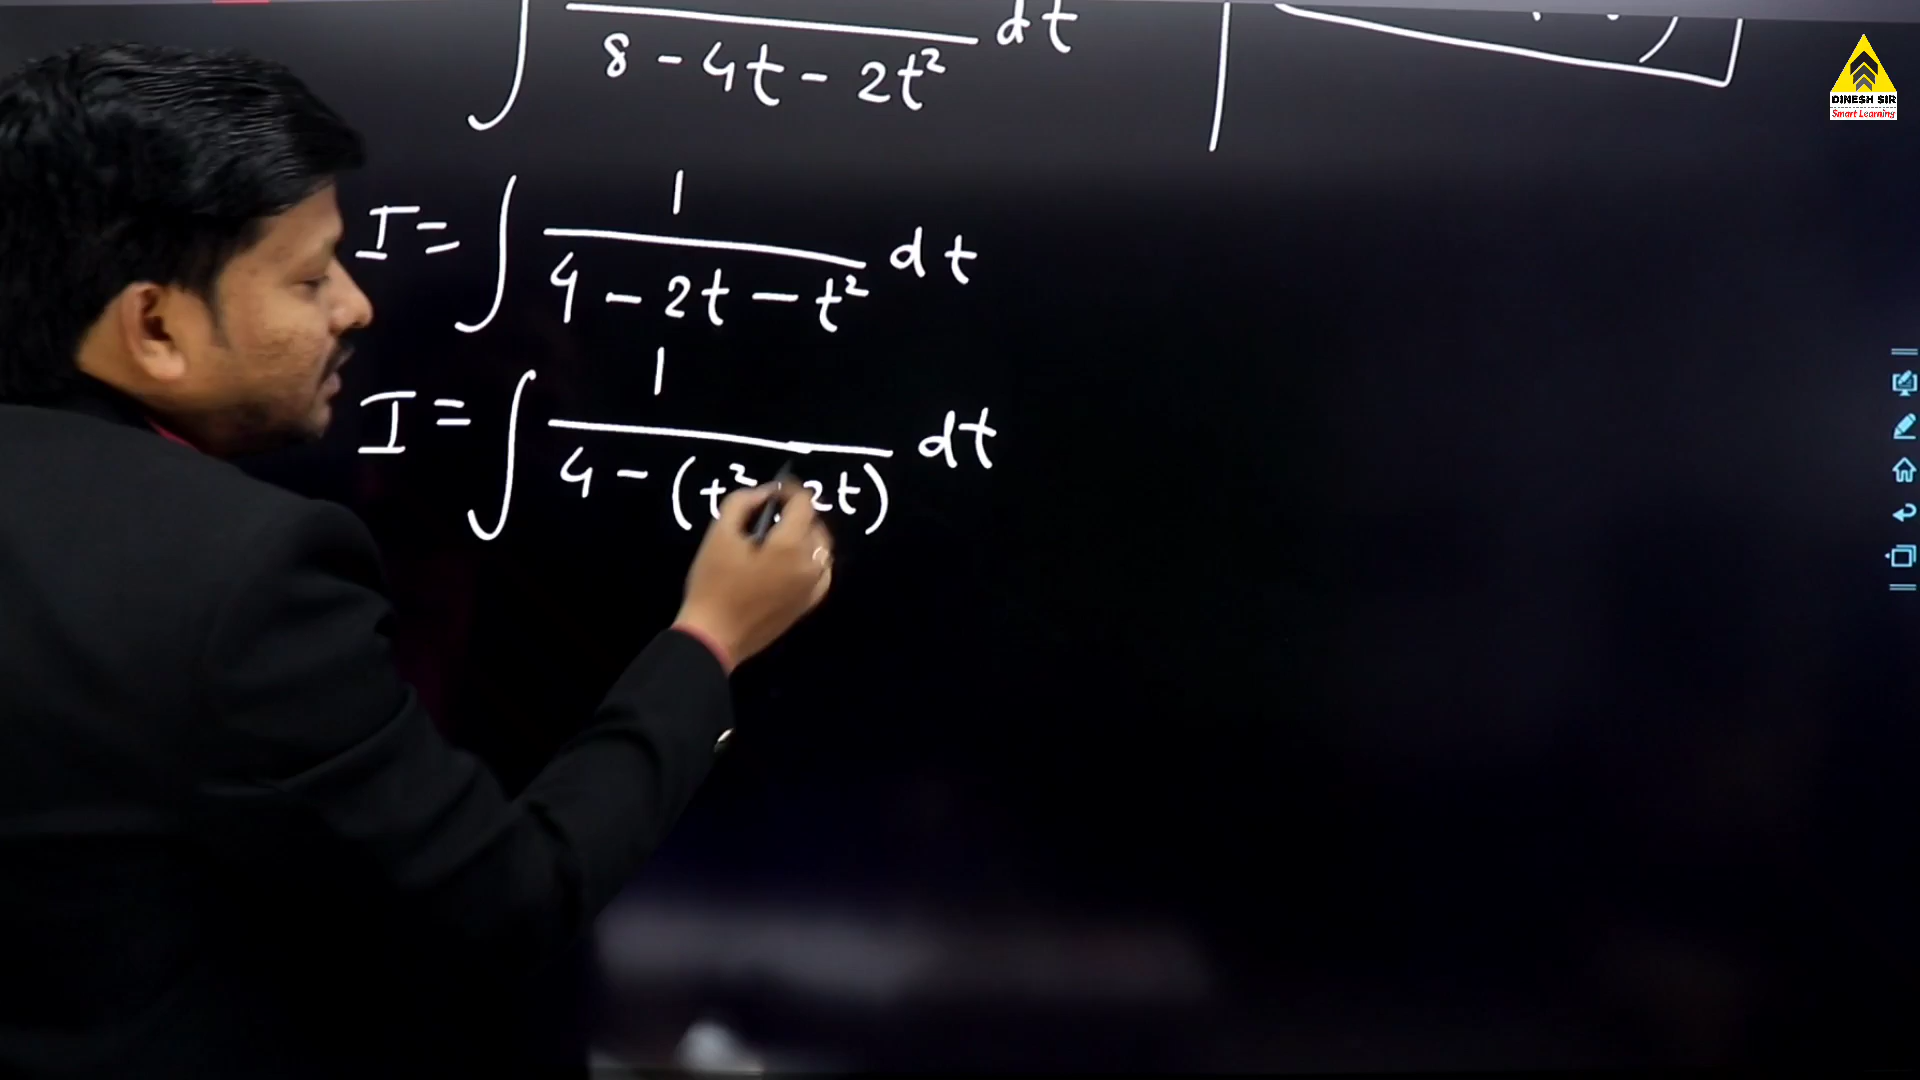 ∫ ――― dt
8 - 4t - 2t²
I = ∫ 1 / (4 - 2t - t²) dt
I = ∫ 1 / (4 - (t² + 2t)) dt
DINESH SIR
Smart Learning